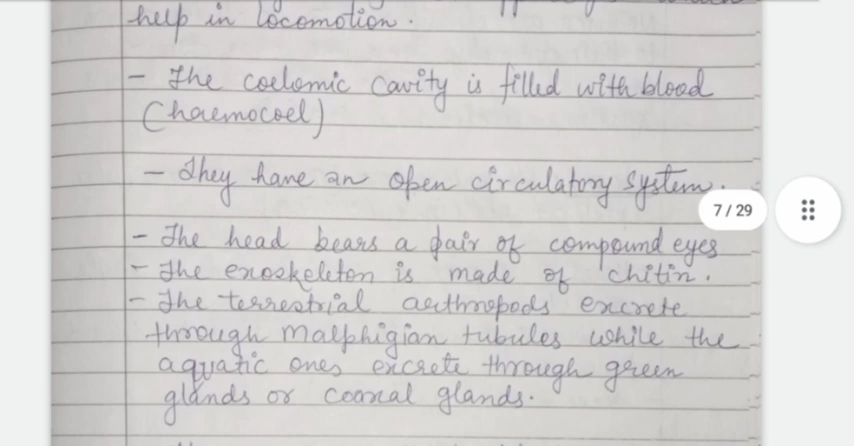 help in locomotion.
- The coelomic cavity is filled with blood
(haemocoel)
- They have an open circulatory system.
7 / 29
- The head bears a pair of compound eyes
- The exoskeleton is made of 'chitin.
- The terrestrial arthropods excrete
through malphigian tubules while the
aquatic ones excrete through green
glands or coaxal glands.